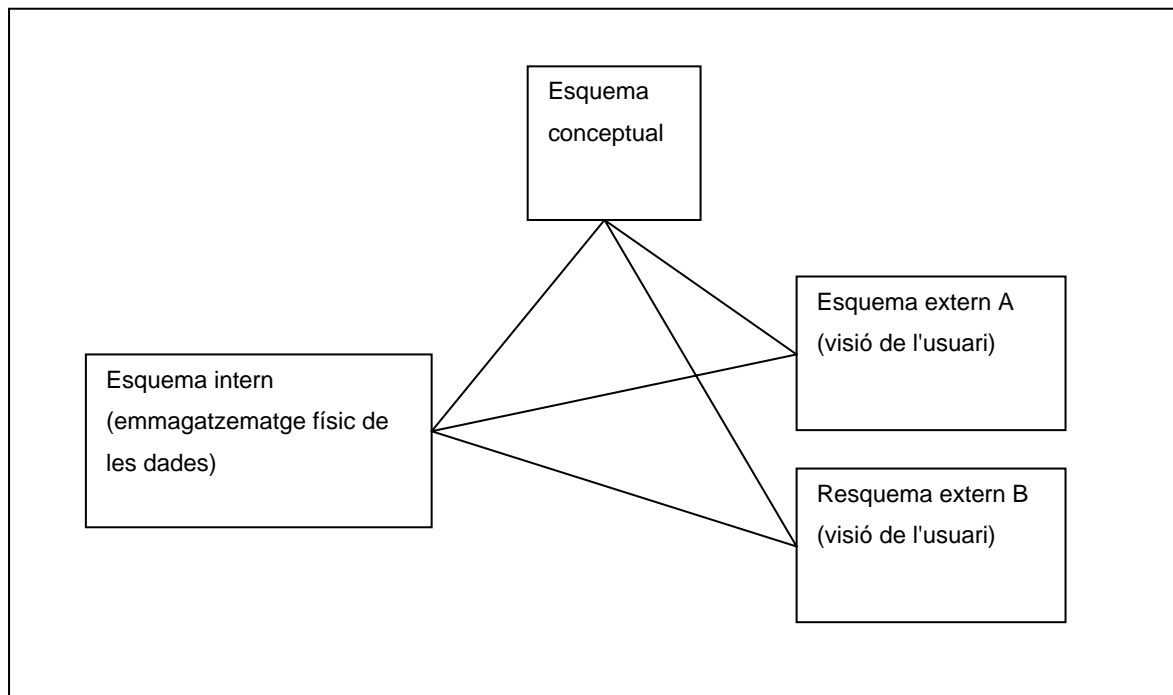 Esquema
conceptual
Esquema extern A
(visió de l'usuari)
Esquema intern
(emmagatzematge físic de
les dades)
Resquema extern B
(visió de l'usuari)